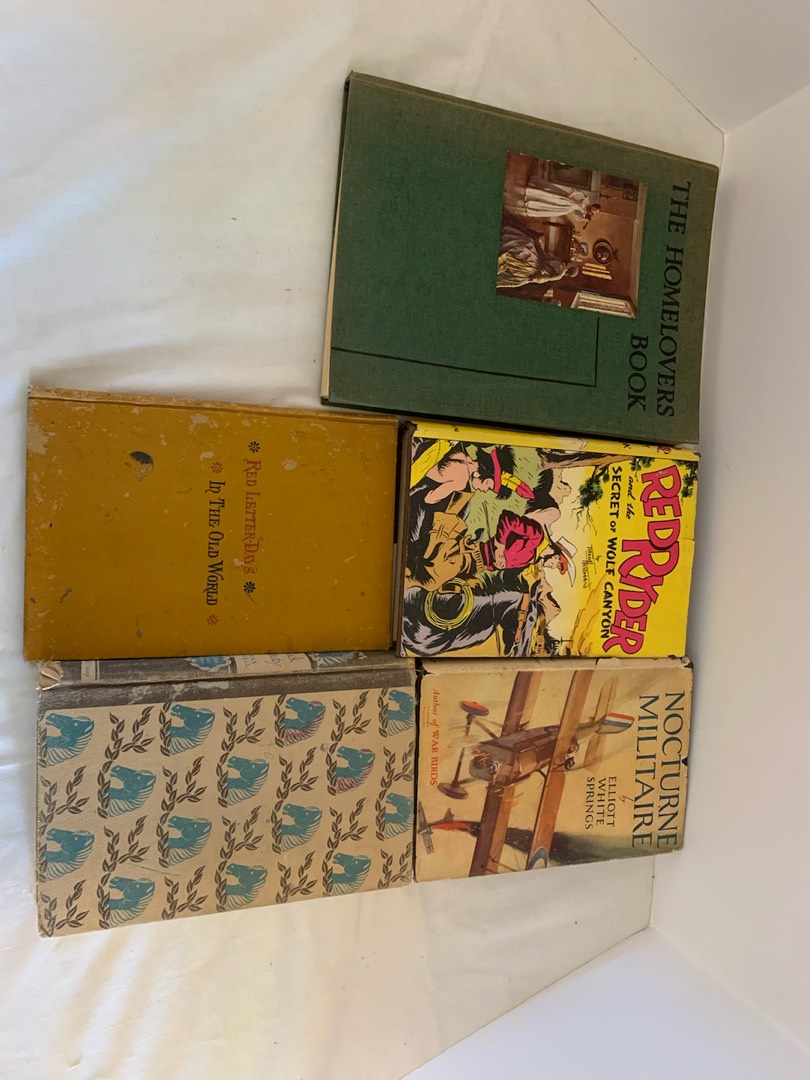 THE HOMELOVERS
BOOK
RED RYDER
and the
SECRET OF WOLF CANYON
by
RED LETTER DAYS
IN THE OLD WORLD
NOCTURNE
MILITAIRE
by
ELLIOTT
WHITE
SPRINGS
Author of WAR BIRDS